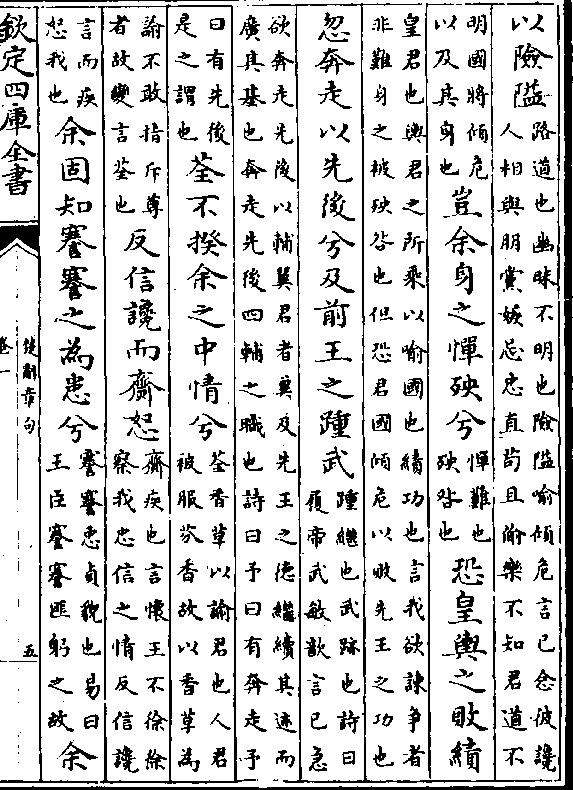 以險隘路道也幽昧不明也險隘喻傾危言已念彼讒
人相與朋黨嫉忌忠直苟且偷樂不知君道不
明國將傾危
以及其身也
豈余身之憚殃兮
憚難也
殃咎也
恐皇輿之敗績
皇君也輿君之所乗以喻國也績功也言我欲諫爭者
非難身之被殃咎也但恐君國傾危以敗先王之功也
忽奔走以先後兮及前王之踵武
踵繼也武跡也詩曰
履帝武敏歆言已急
欲奔走先後以輔翼君者兾及先王之徳繼續其迹而
廣其基也奔走先後四輔之職也詩曰予曰有奔走予
曰有先後
是之謂也
荃不揆余之中情兮
荃香草以諭君也人君
被服芬香故以香草為
諭不敢指斥尊
者故變言荃也
反信讒而齋怒
齋疾也言懐王不徐徐
察我忠信之情反信讒
言而疾
怒我也
余固知謇謇之為患兮
謇謇忠貞貌也易曰
王臣謇謇匪躬之故
余
欽定四庫全書
楚辭章句
卷一
五